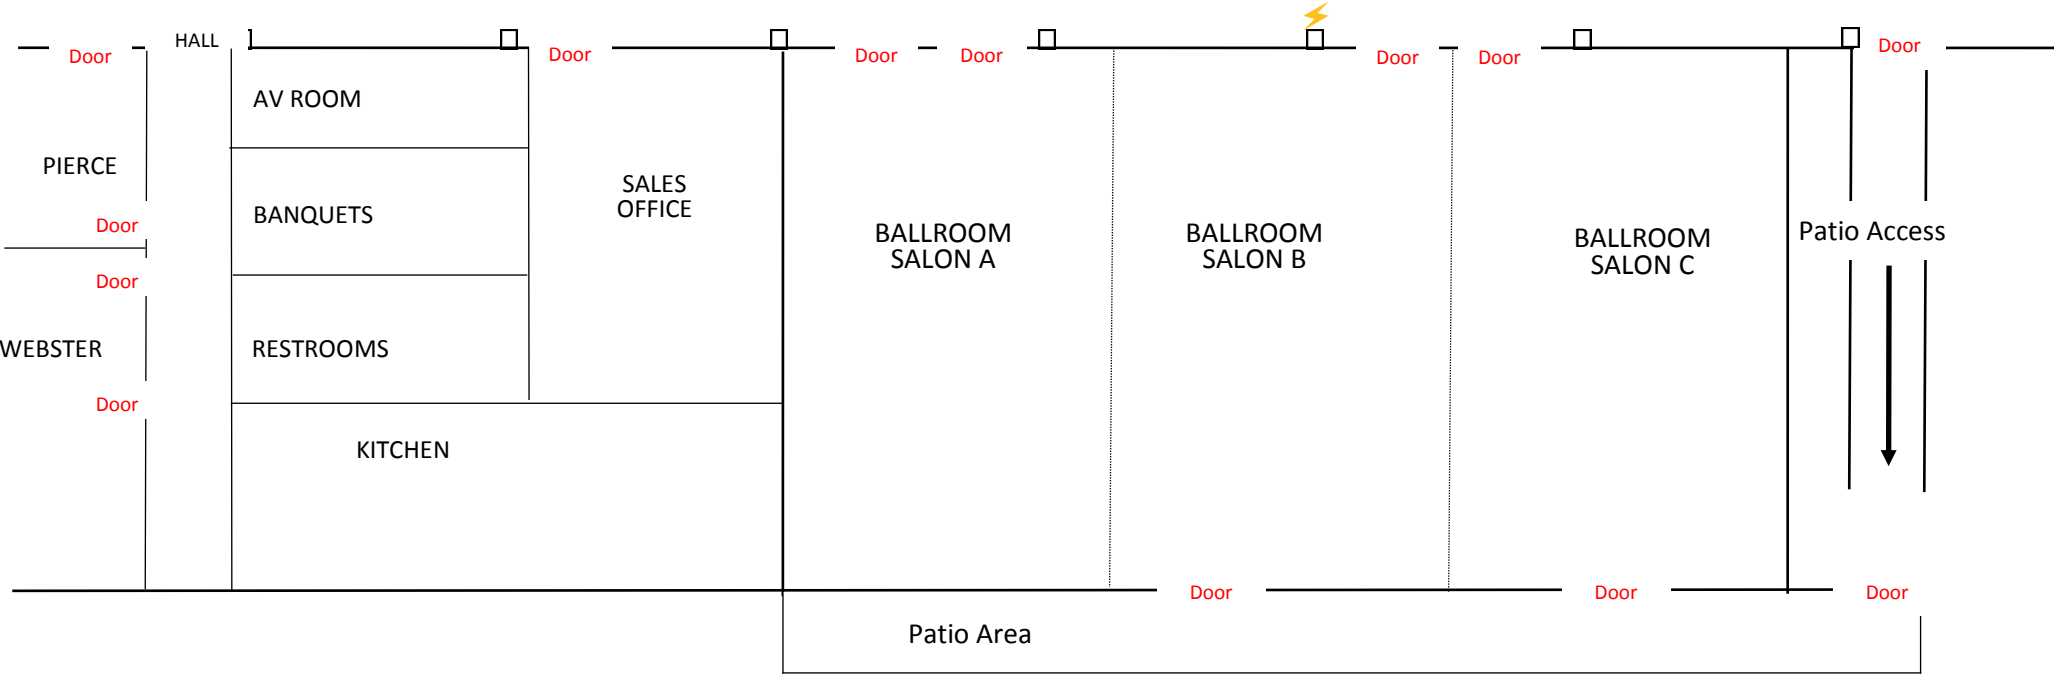 HALL
Door
Door
Door
Door
Door
Door
Door
AV ROOM
PIERCE
SALES
OFFICE
BANQUETS
Door
BALLROOM
SALON A
BALLROOM
SALON B
BALLROOM
SALON C
Patio Access
Door
WEBSTER
RESTROOMS
Door
KITCHEN
Door
Door
Door
Patio Area